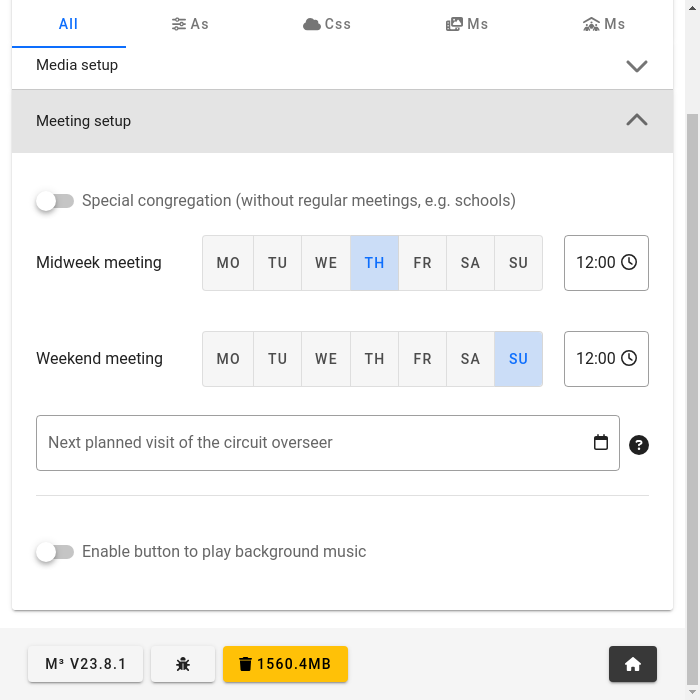 All As Css Ms Ms
Media setup
Meeting setup
Special congregation (without regular meetings, e.g. schools)
Midweek meeting MO TU WE TH FR SA SU 12:00
Weekend meeting MO TU WE TH FR SA SU 12:00
Next planned visit of the circuit overseer ?
Enable button to play background music
M³ V23.8.1 1560.4MB